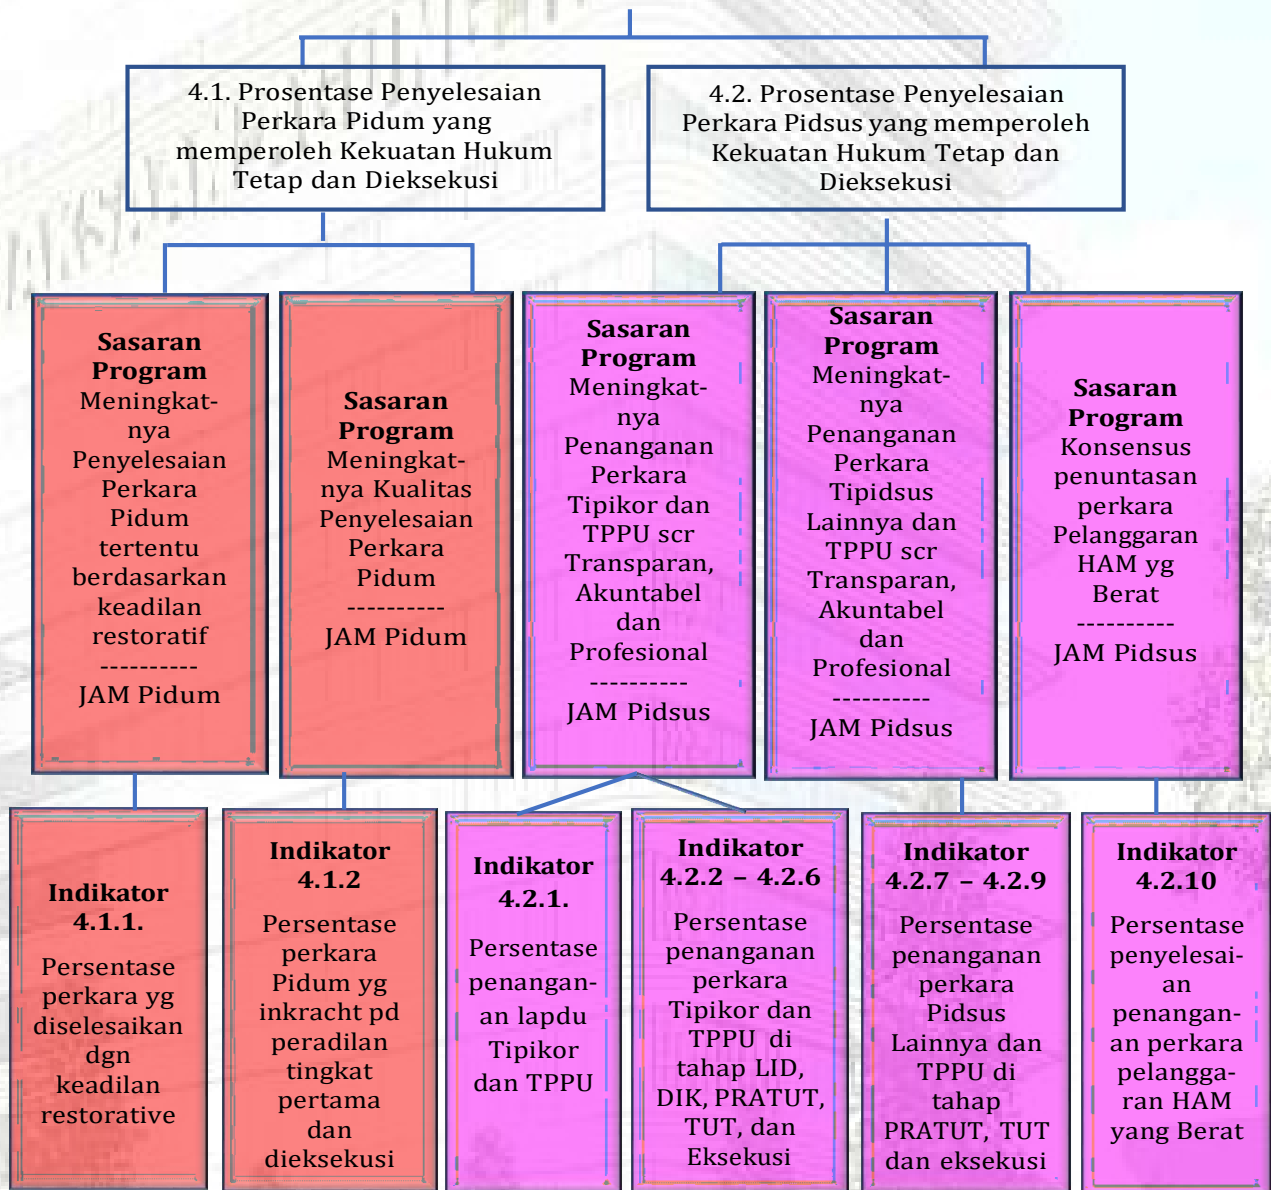 4.1. Prosentase Penyelesaian
Perkara Pidum yang
memperoleh Kekuatan Hukum
Tetap dan Dieksekusi
4.2. Prosentase Penyelesaian
Perkara Pidsus yang memperoleh
Kekuatan Hukum Tetap dan
Dieksekusi
Sasaran
Program
Meningkat-
nya
Penyelesaian
Perkara
Pidum
tertentu
berdasarkan
keadilan
restoratif
----------
JAM Pidum
Sasaran
Program
Meningkat-
nya Kualitas
Penyelesaian
Perkara
Pidum
----------
JAM Pidum
Sasaran
Program
Meningkat-
nya
Penanganan
Perkara
Tipikor dan
TPPU scr
Transparan,
Akuntabel
dan
Profesional
----------
JAM Pidsus
Sasaran
Program
Meningkat-
nya
Penanganan
Perkara
Tipidsus
Lainnya dan
TPPU scr
Transparan,
Akuntabel
dan
Profesional
----------
JAM Pidsus
Sasaran
Program
Konsensus
penuntasan
perkara
Pelanggaran
HAM yg
Berat
----------
JAM Pidsus
Indikator
4.1.1.
Persentase
perkara yg
diselesaikan
dgn
keadilan
restorative
Indikator
4.1.2
Persentase
perkara
Pidum yg
inkracht pd
peradilan
tingkat
pertama
dan
dieksekusi
Indikator
4.2.1.
Persentase
penangan-
an lapdu
Tipikor
dan TPPU
Indikator
4.2.2 – 4.2.6
Persentase
penanganan
perkara
Tipikor dan
TPPU di
tahap LID,
DIK, PRATUT,
TUT, dan
Eksekusi
Indikator
4.2.7 – 4.2.9
Persentase
penanganan
perkara
Pidsus
Lainnya dan
TPPU di
tahap
PRATUT, TUT
dan eksekusi
Indikator
4.2.10
Persentase
penyelesai-
an
penangan-
an perkara
pelangga-
ran HAM
yang Berat